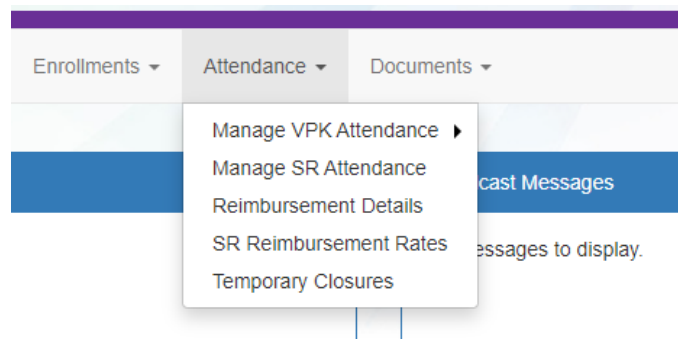 Enrollments Attendance Documents
Manage VPK Attendance
Manage SR Attendance
cast Messages
Reimbursement Details
SR Reimbursement Rates
essages to display.
Temporary Closures